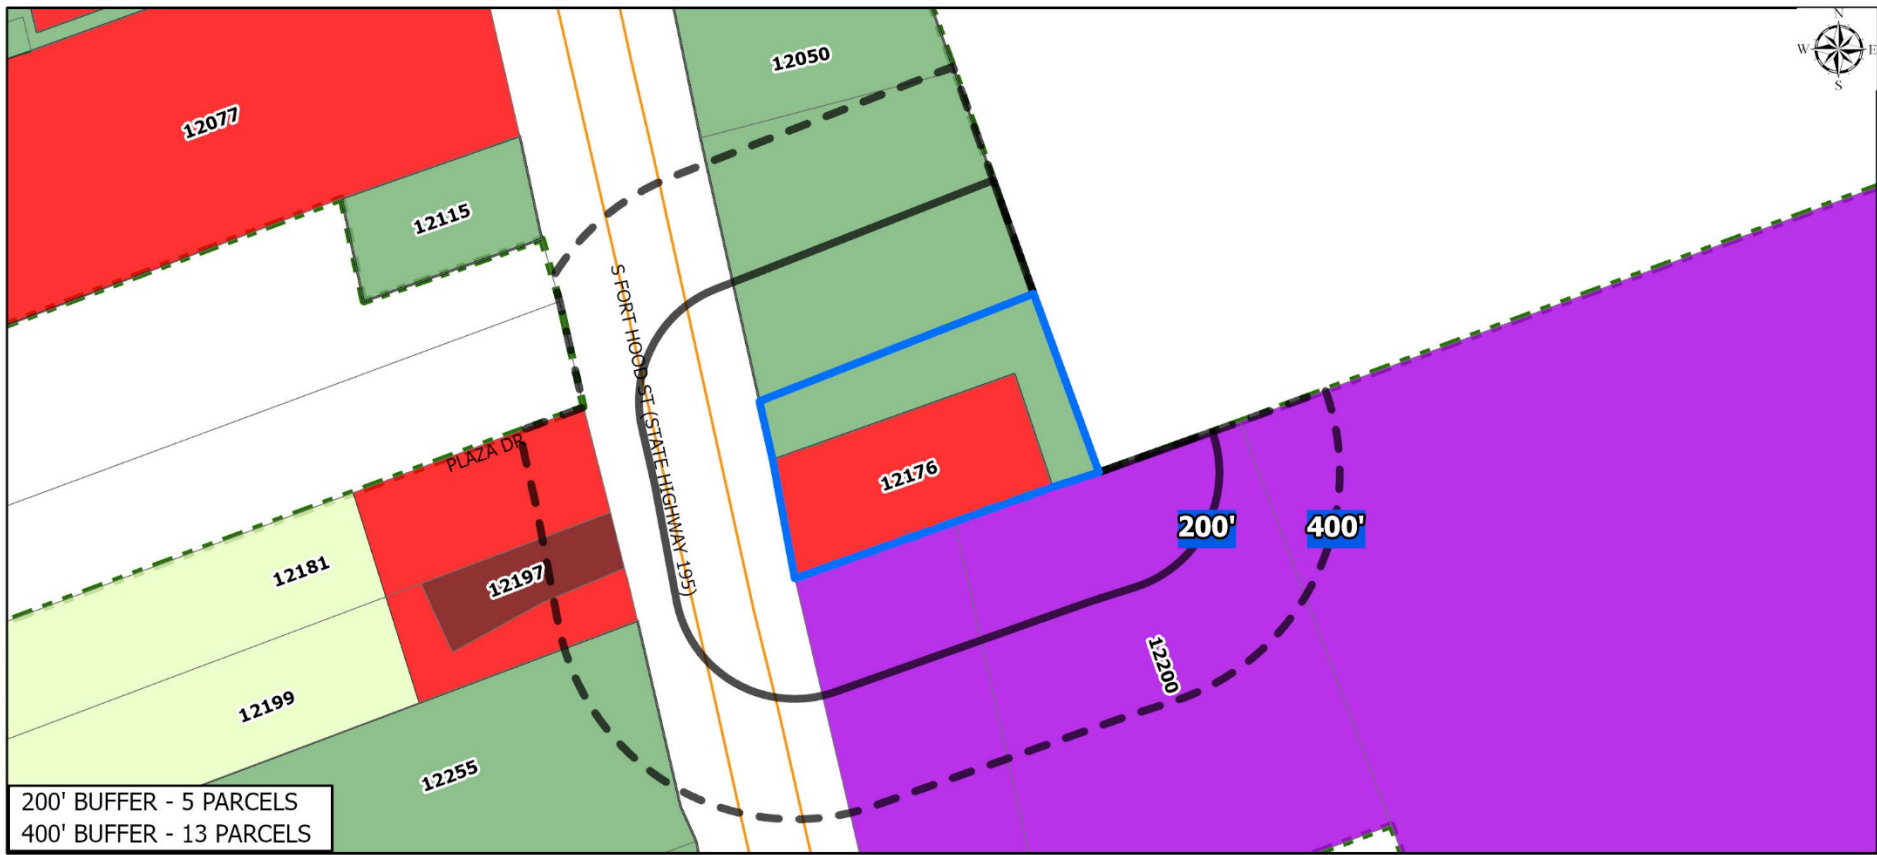 N
W E
S
12050
12077
12115
S FORT HOOD ST (STATE HIGHWAY 195)
PLAZA DR
12176
200'
400'
12181
12197
12200
12199
12255
200' BUFFER - 5 PARCELS
400' BUFFER - 13 PARCELS